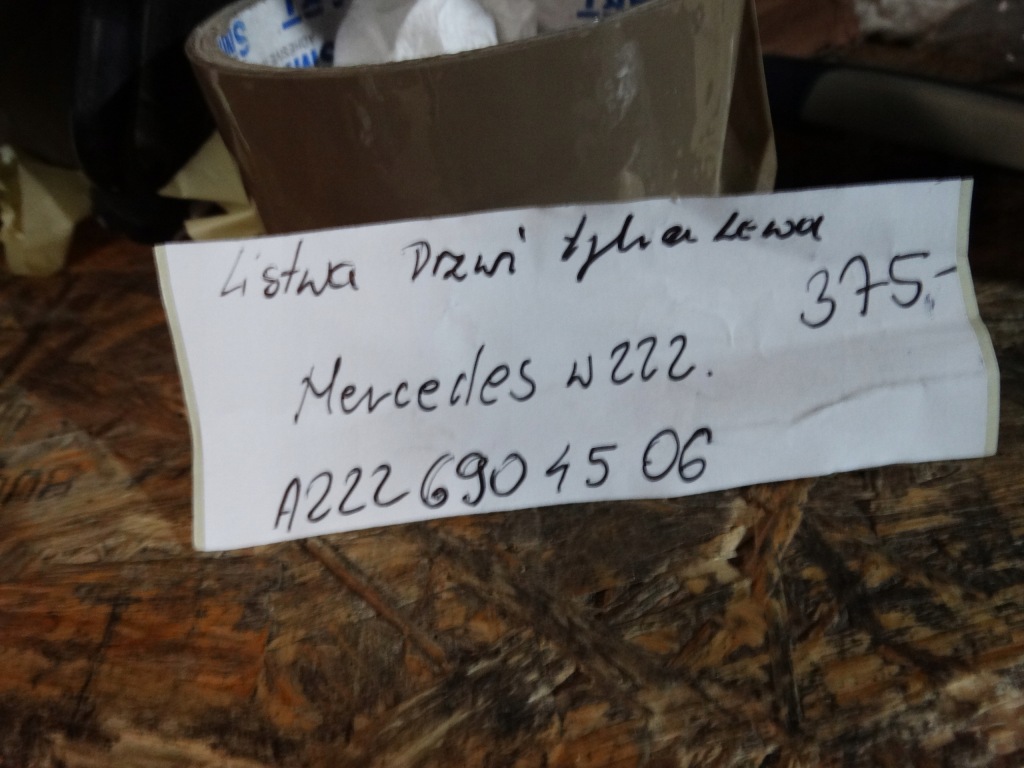 Listwa Drzwi tylna Lewa
375,-
Mercedes w222.
A222 690 45 06